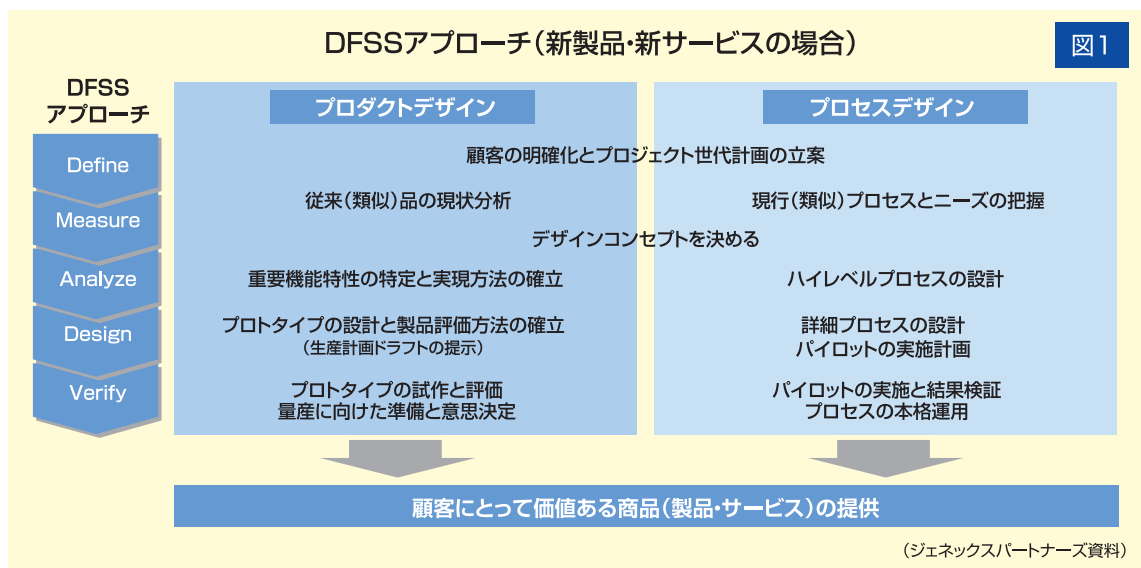 DFSSアプローチ（新製品・新サービスの場合）
図1
DFSS
アプローチ
プロダクトデザイン
プロセスデザイン
Define
顧客の明確化とプロジェクト世代計画の立案
Measure
従来（類似）品の現状分析
現行（類似）プロセスとニーズの把握
デザインコンセプトを決める
Analyze
重要機能特性の特定と実現方法の確立
ハイレベルプロセスの設計
Design
プロトタイプの設計と製品評価方法の確立
（生産計画ドラフトの提示）
詳細プロセスの設計
パイロットの実施計画
Verify
プロトタイプの試作と評価
量産に向けた準備と意思決定
パイロットの実施と結果検証
プロセスの本格運用
顧客にとって価値ある商品（製品・サービス）の提供
（ジェネックスパートナーズ資料）